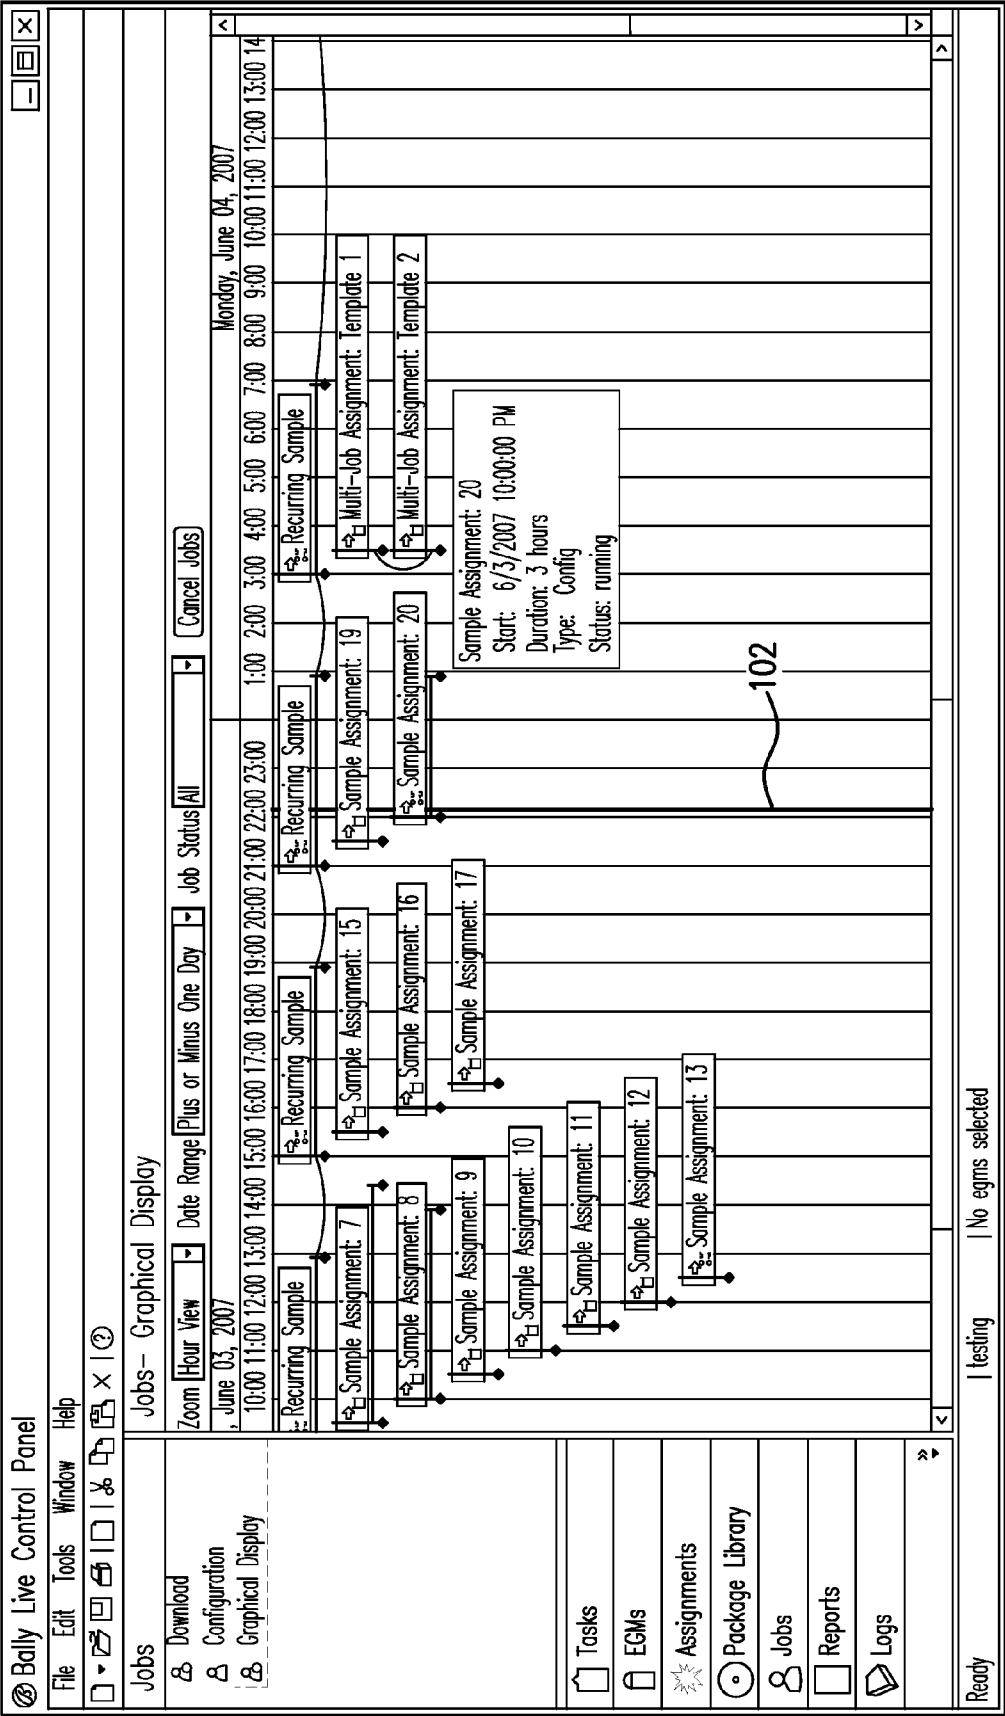 Bally Live Control Panel
File Edit Tools Window Help
Jobs
Download
Configuration
Graphical Display
Tasks
EGMs
Assignments
Package Library
Jobs
Reports
Logs
Jobs- Graphical Display
Zoom Hour View Date Range Plus or Minus One Day Job Status All Cancel Jobs
, June 03, 2007 Monday, June 04, 2007
10:00 11:00 12:00 13:00 14:00 15:00 16:00 17:00 18:00 19:00 20:00 21:00 22:00 23:00 1:00 2:00 3:00 4:00 5:00 6:00 7:00 8:00 9:00 10:00 11:00 12:00 13:00 14
Recurring Sample Recurring Sample Recurring Sample Recurring Sample
Sample Assignment: 7 Sample Assignment: 15 Sample Assignment: 19 Multi-Job Assignment: Template 1
Sample Assignment: 8 Sample Assignment: 16 Sample Assignment: 20 Multi-Job Assignment: Template 2
Sample Assignment: 9 Sample Assignment: 17
Sample Assignment: 10
Sample Assignment: 11
Sample Assignment: 12
Sample Assignment: 13
Sample Assignment: 20
Start: 6/3/2007 10:00:00 PM
Duration: 3 hours
Type: Config
Status: running
102
Ready | testing | No egms selected